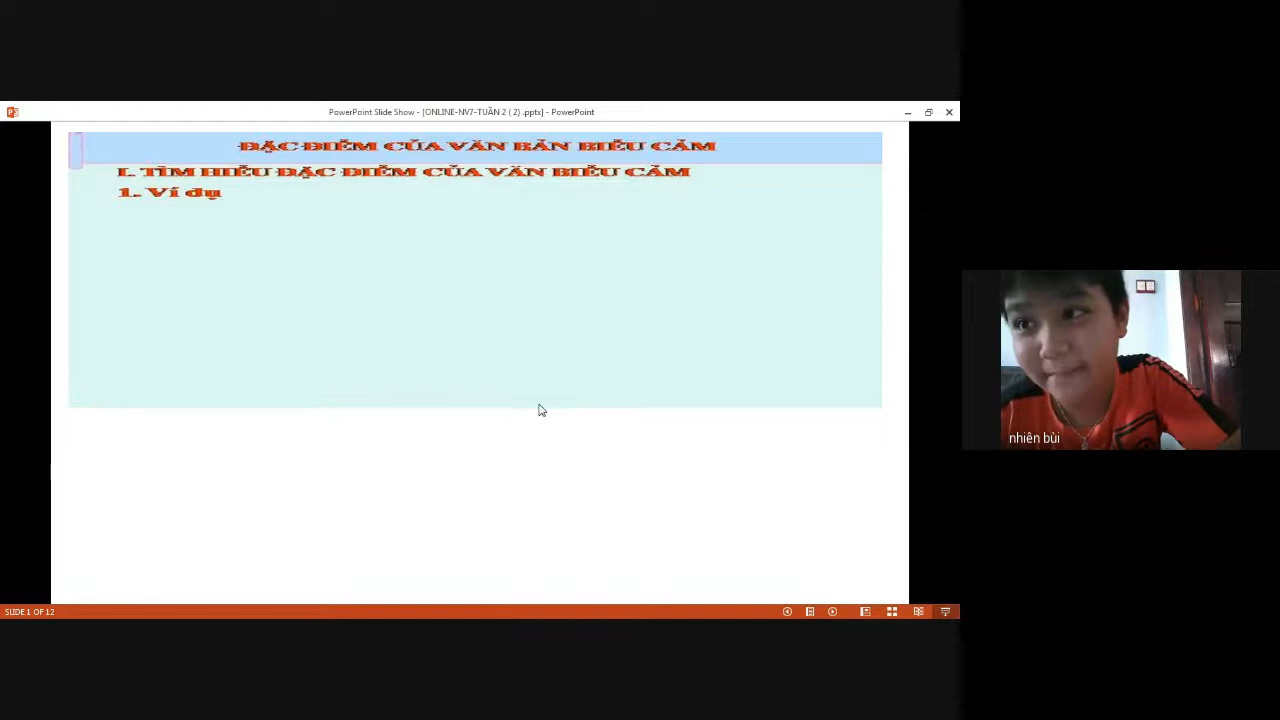 PowerPoint Slide Show - [ONLINE-NV7-TUẦN 2 ( 2) .pptx] - PowerPoint
ĐẶC ĐIỂM CỦA VĂN BẢN BIỂU CẢM
I. TÌM HIỂU ĐẶC ĐIỂM CỦA VĂN BIỂU CẢM
1. Ví dụ
nhiên bùi
SLIDE 1 OF 12